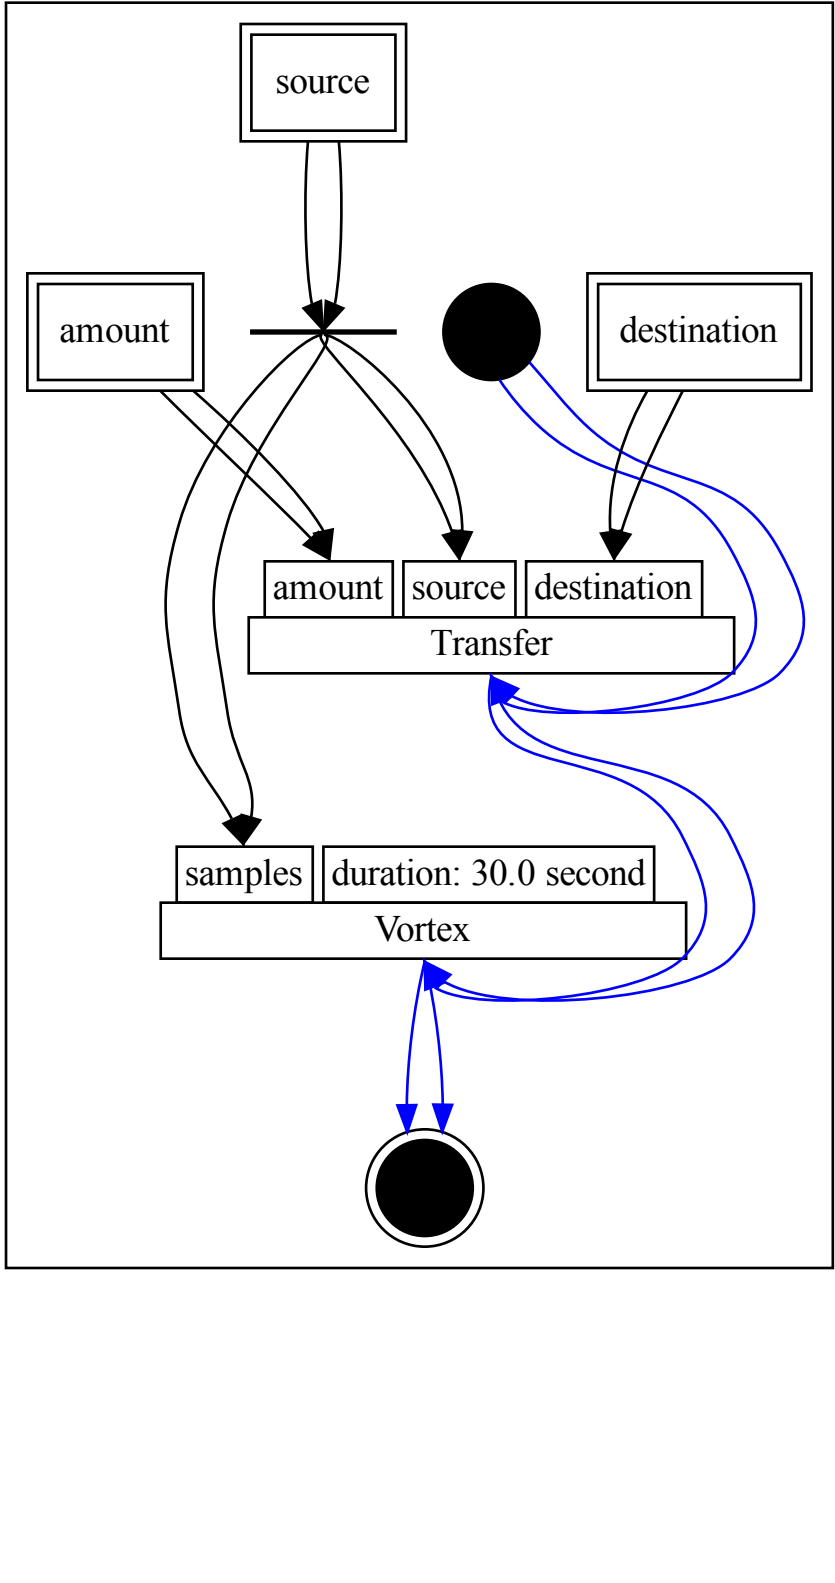 source
amount
destination
amount
source
destination
Transfer
samples
duration: 30.0 second
Vortex